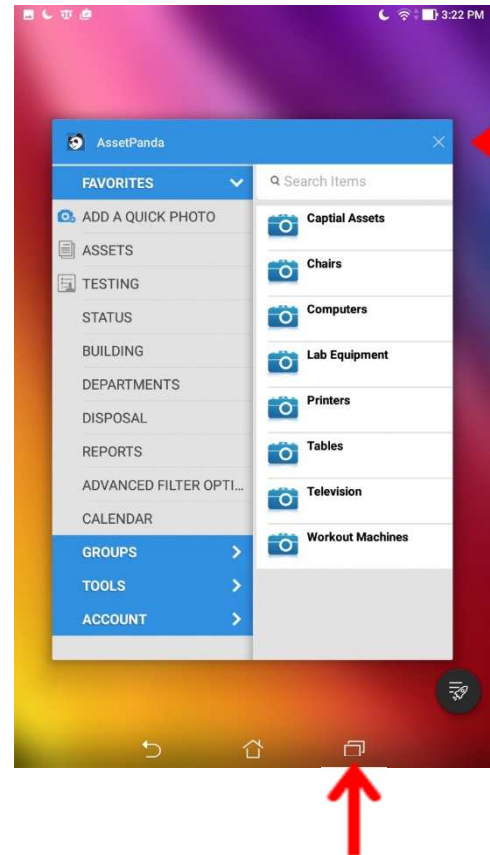 3:22 PM
AssetPanda
FAVORITES
ADD A QUICK PHOTO
ASSETS
TESTING
STATUS
BUILDING
DEPARTMENTS
DISPOSAL
REPORTS
ADVANCED FILTER OPTI...
CALENDAR
GROUPS
TOOLS
ACCOUNT
Search Items
Captial Assets
Chairs
Computers
Lab Equipment
Printers
Tables
Television
Workout Machines